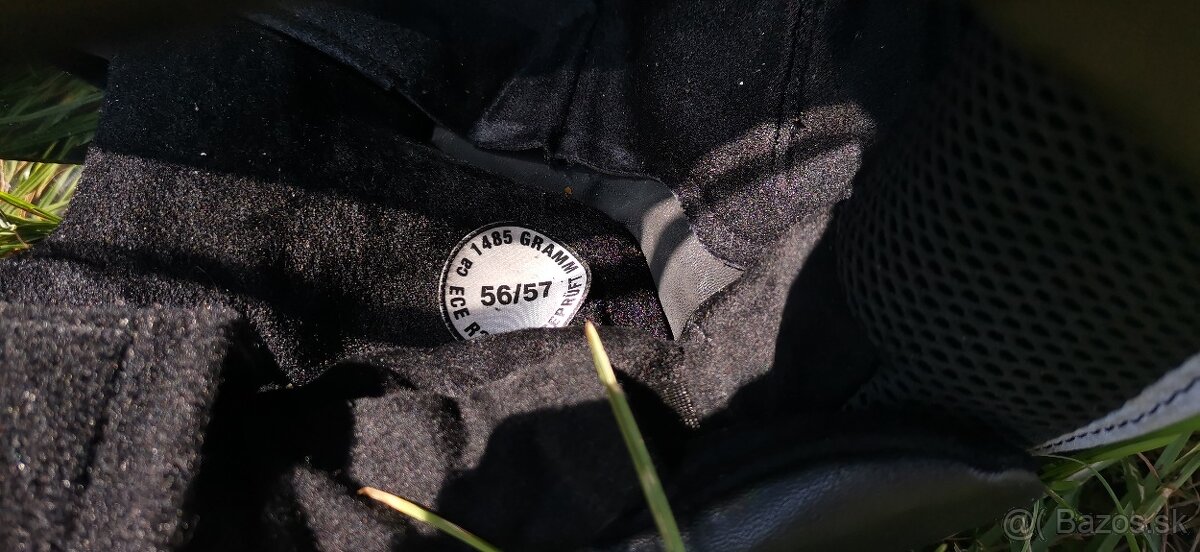 ca 1485 GRAMM
56/57
ECE
@ Bazos.sk